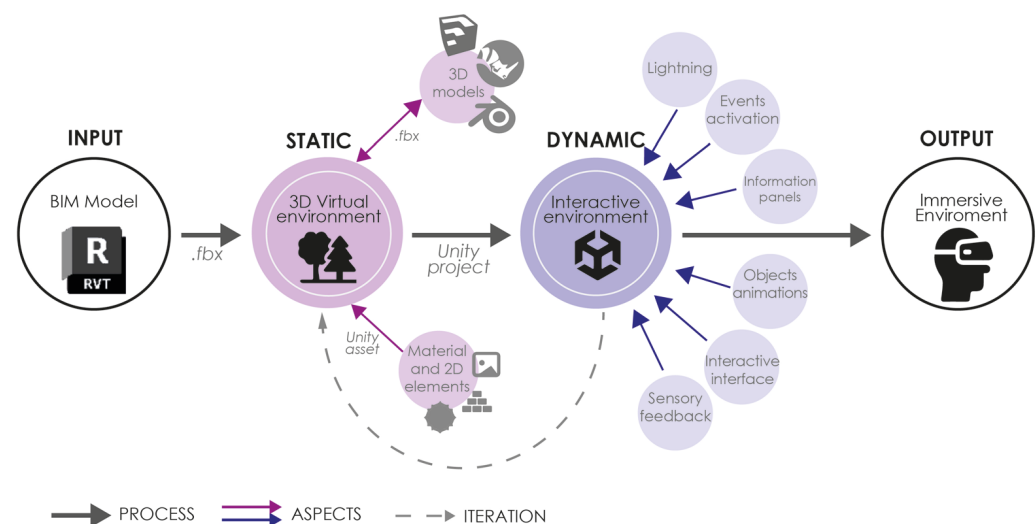 INPUT
BIM Model
R
RVT
.fbx
STATIC
3D Virtual
environment
3D
models
.fbx
Unity
asset
Material
and 2D
elements
Unity
project
DYNAMIC
Interactive
environment
Lightning
Events
activation
Information
panels
Objects
animations
Interactive
interface
Sensory
feedback
OUTPUT
Immersive
Enviroment
PROCESS
ASPECTS
ITERATION